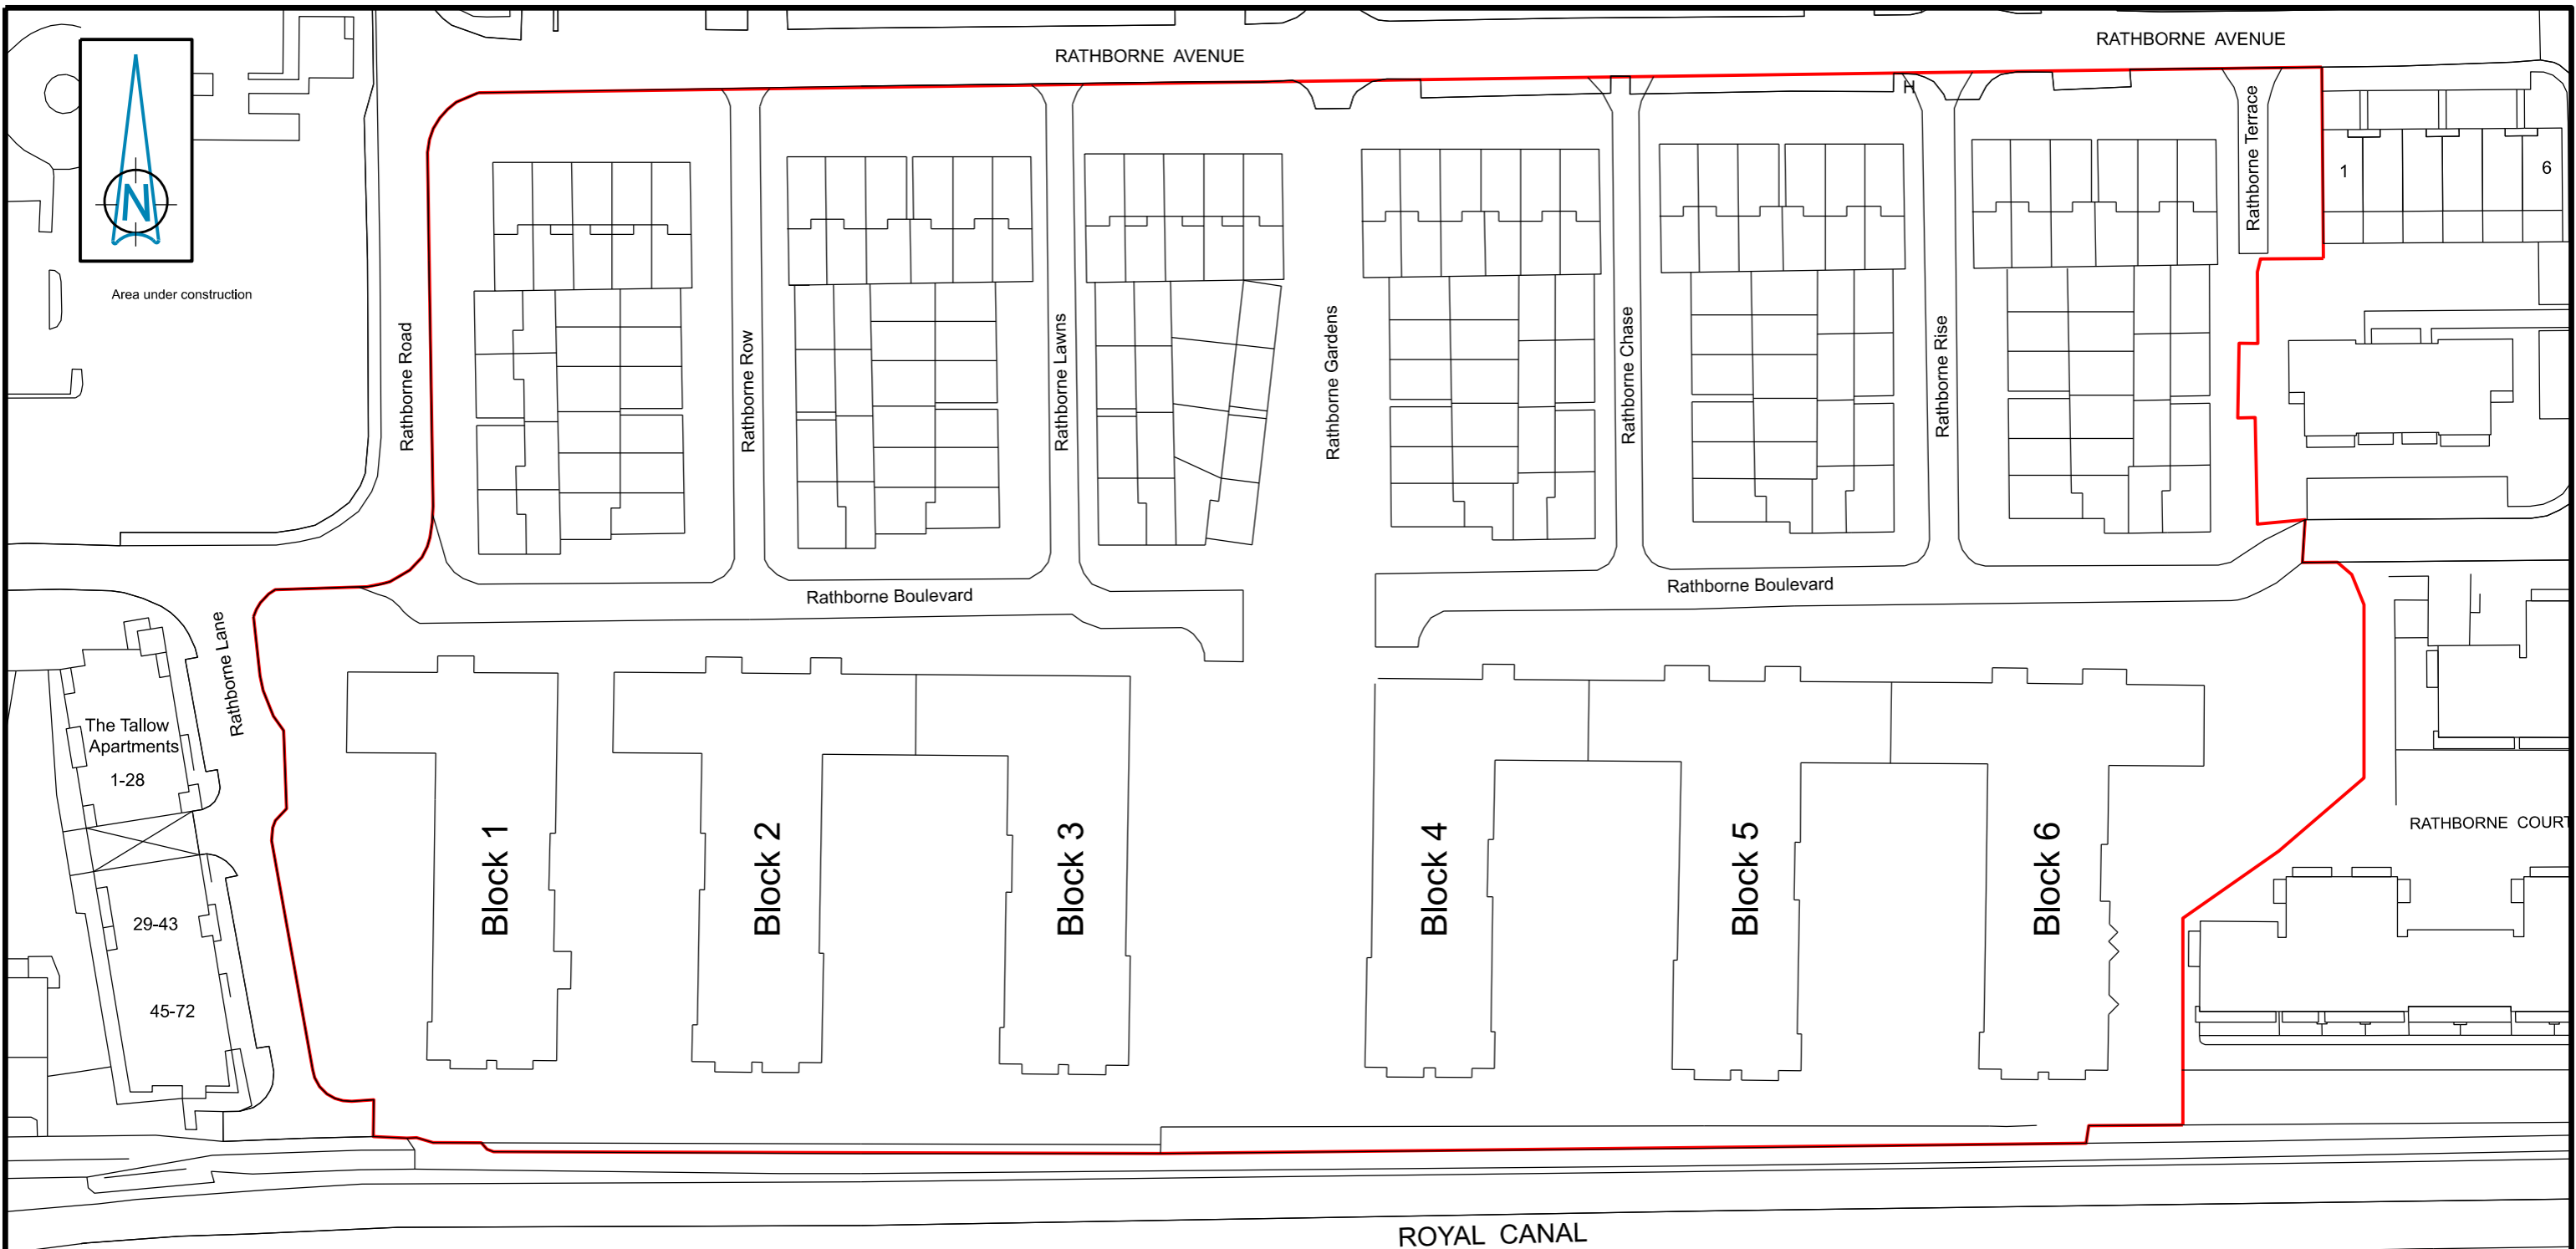 RATHBORNE AVENUE
RATHBORNE AVENUE
H
N
Rathborne Terrace
1
6
Area under construction
Rathborne Road
Rathborne Row
Rathborne Lawns
Rathborne Gardens
Rathborne Chase
Rathborne Rise
Rathborne Boulevard
Rathborne Boulevard
Rathborne Lane
The Tallow
Apartments
1-28
29-43
45-72
Block 1
Block 2
Block 3
Block 4
Block 5
Block 6
RATHBORNE COURT
ROYAL CANAL